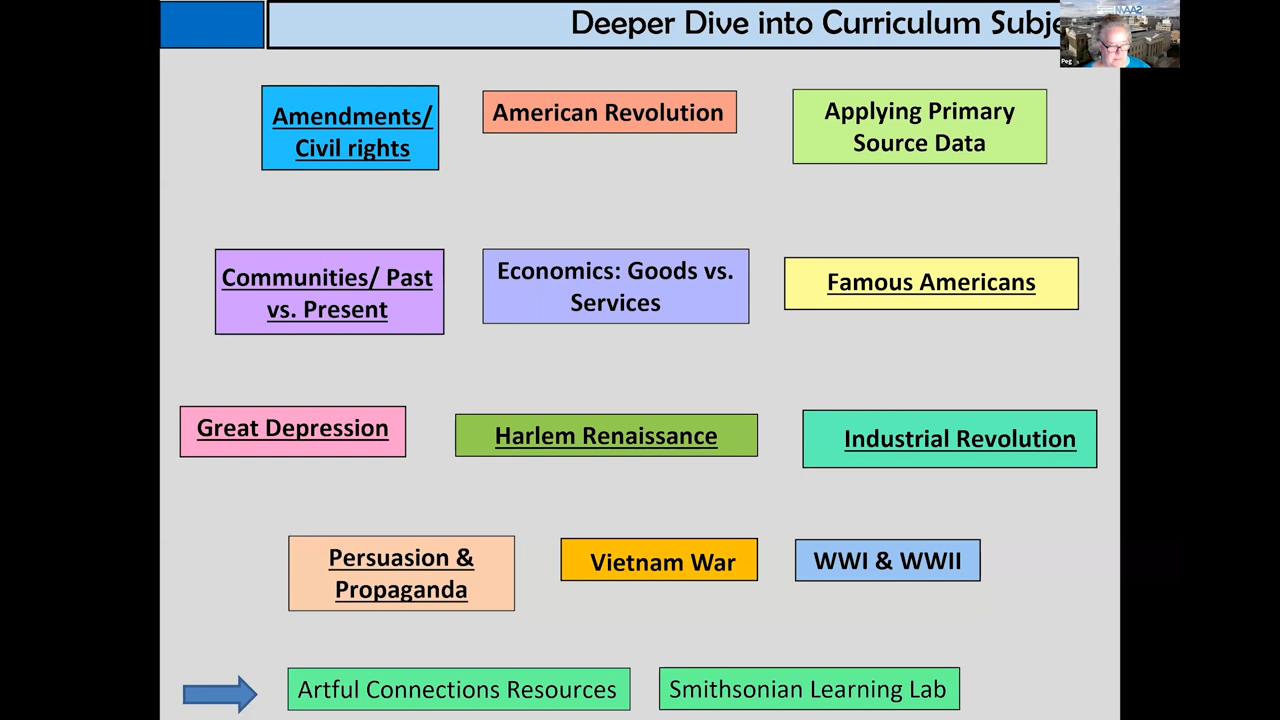 Deeper Dive into Curriculum Subje
SAAM
Peg
Amendments/
Civil rights
American Revolution
Applying Primary
Source Data
Communities/ Past
vs. Present
Economics: Goods vs.
Services
Famous Americans
Great Depression
Harlem Renaissance
Industrial Revolution
Persuasion &
Propaganda
Vietnam War
WWI & WWII
Artful Connections Resources
Smithsonian Learning Lab